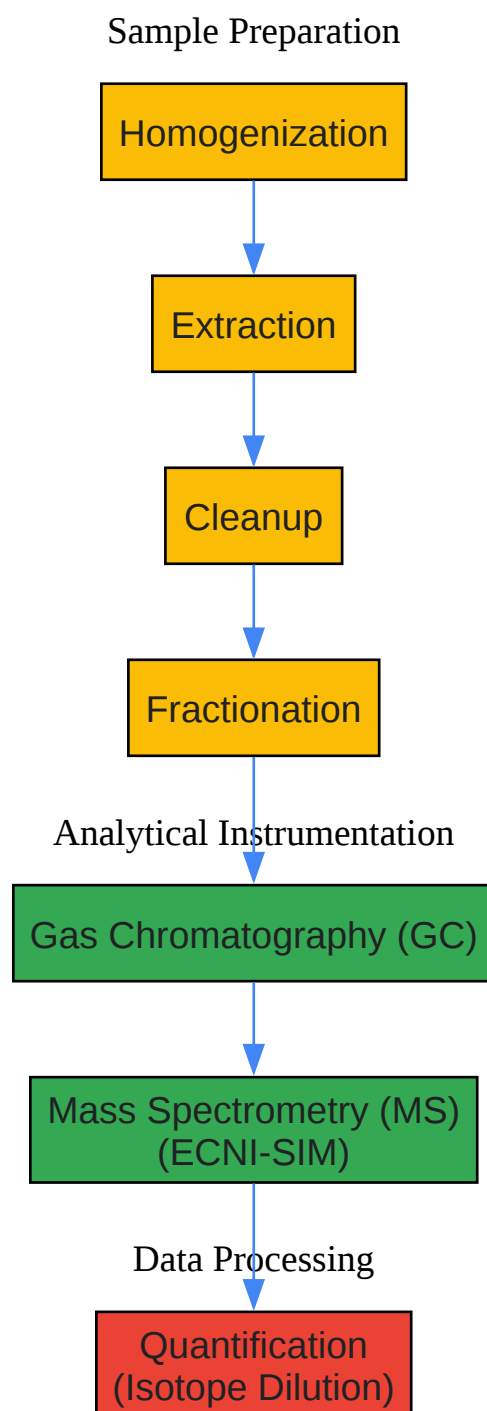 Sample Preparation
Homogenization
Extraction
Cleanup
Fractionation
Analytical Instrumentation
Gas Chromatography (GC)
Mass Spectrometry (MS)
(ECNI-SIM)
Data Processing
Quantification
(Isotope Dilution)